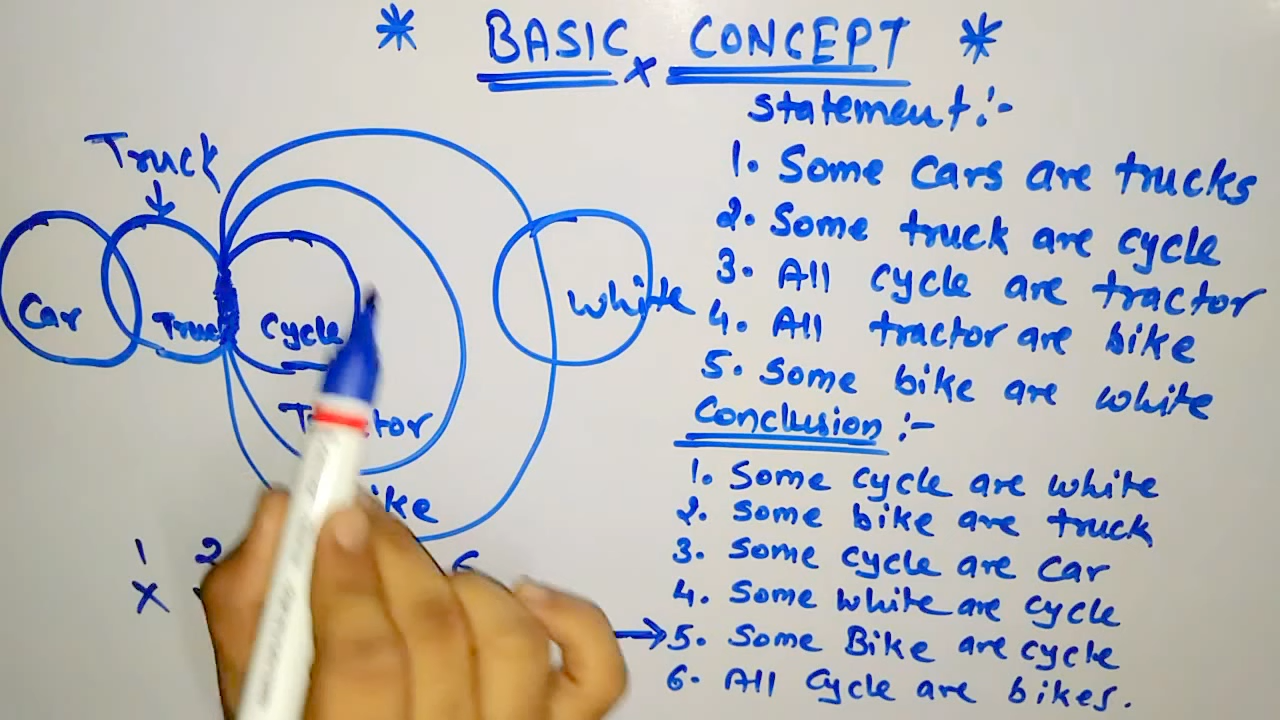 * BASIC x CONCEPT *
Statement:-
1. Some cars are trucks
2. Some truck are cycle
3. All cycle are tractor
4. All tractor are bike
5. Some bike are white
Conclusion:-
1. Some cycle are white
2. Some bike are truck
3. Some cycle are car
4. Some white are cycle
5. Some Bike are cycle
6. All cycle are bikes.
Truck
Car
Truck
Cycle
White
1 2 6
x